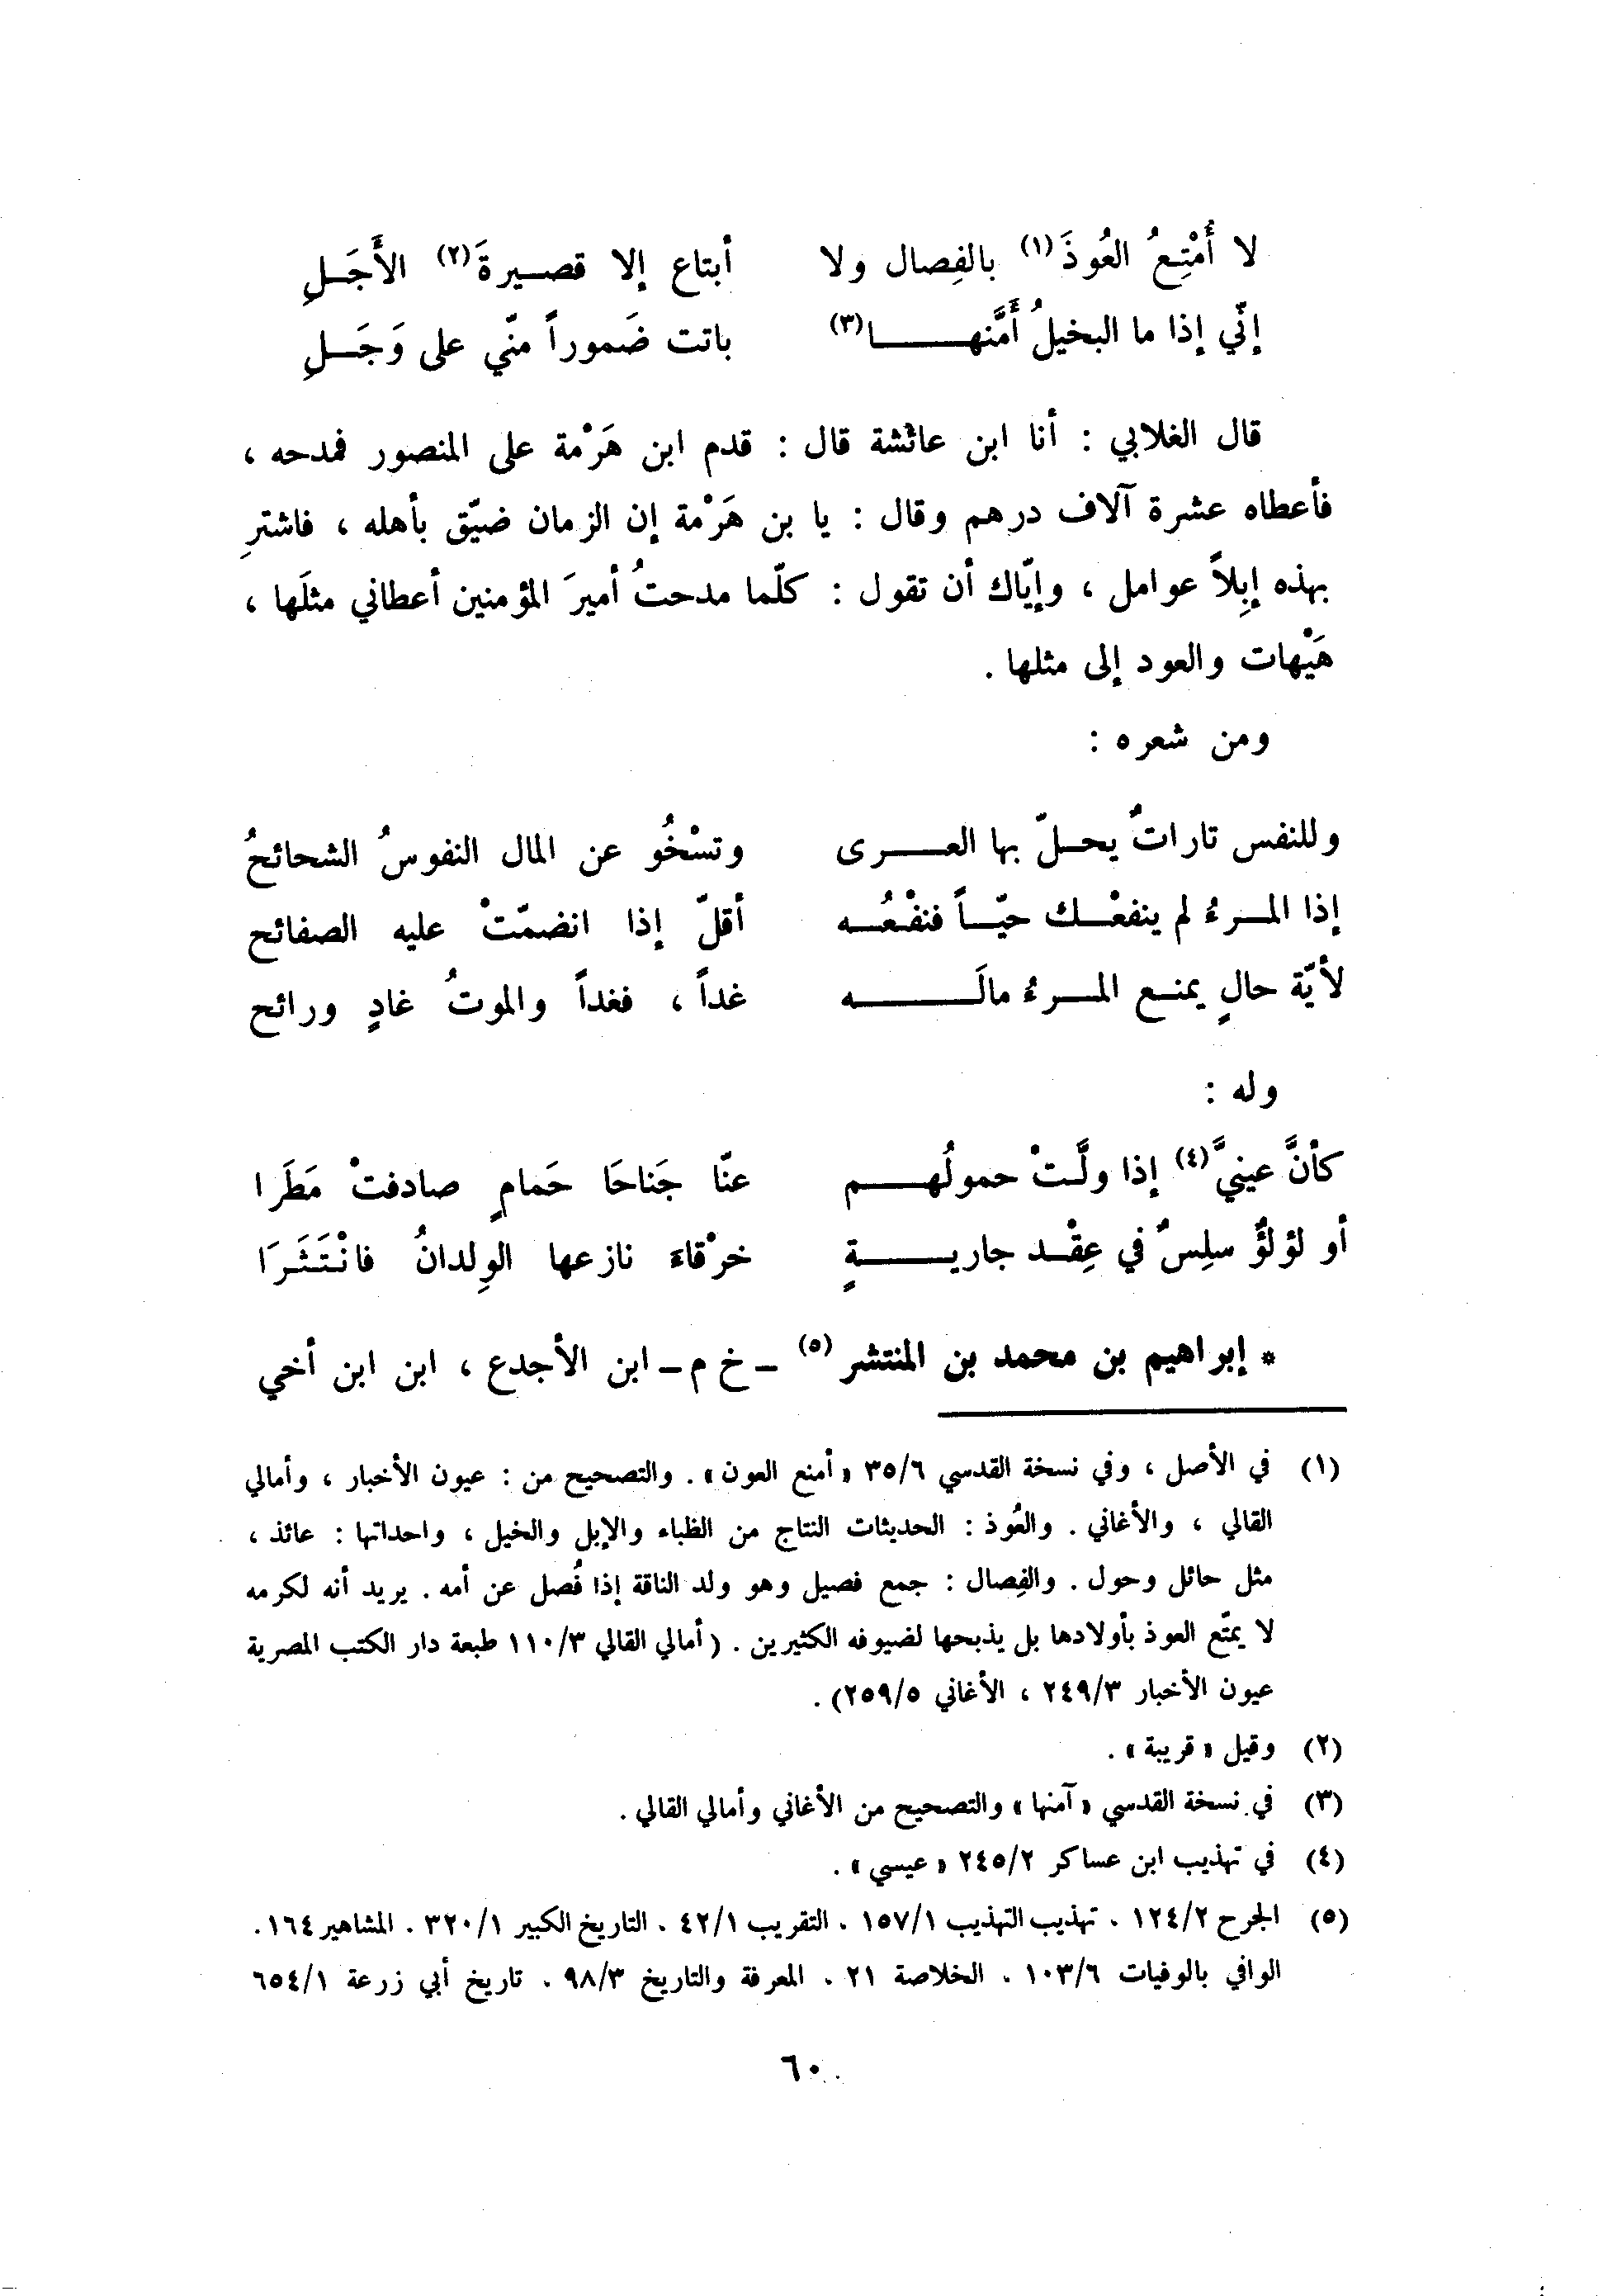 لا أُمْتِعُ العُوذَ(١) بالفِصال ولا أبتاع إلا قصيرةَ(٢) الأَجَلِ
إنّي إذا ما البخيلُ أَمَّنها(٣) باتت ضَموراً منّي على وَجَلِ
قال الغلابي : أنا ابن عائشة قال : قدم ابن هَرْمة على المنصور فمدحه ،
فأعطاه عشرة آلاف درهم وقال : يا بن هَرْمة إن الزمان ضيّق بأهله ، فاشترِ
بهذه إبِلاً عوامل ، وإيّاك أن تقول : كلّما مدحتُ أميرَ المؤمنين أعطاني مثلَها ،
هَيْهات والعود إلى مثلها .
ومن شعره :
وللنفس تاراتٌ يحلّ بها العرى وتسْخُو عن المال النفوسُ الشحائحُ
إذا المرءُ لم ينفعْك حيّاً فنفْعُه أقلّ إذا انضمّتْ عليه الصفائح
لأيّة حالٍ يمنع المرءُ مالَه غداً ، فغداً والموتُ غادٍ ورائح
وله :
كأنَّ عينيَّ(٤) إذا ولَّتْ حمولُهم عنّا جَناحَا حَمامٍ صادفتْ مَطَرا
أو لؤلؤٌ سلِسٌ في عِقْد جاريةٍ خرْقاءَ نازعها الوِلدانُ فانْتَثَرَا
* إبراهيم بن محمد بن المنتشر (٥) – خ م – ابن الأجدع ، ابن ابن أخي
(١) في الأصل ، وفي نسخة القدسي ٣٥/٦ «أمنع العون» . والتصحيح من : عيون الأخبار ، وأمالي
القالي ، والأغاني . والعُوذ : الحديثات النتاج من الظباء والإبل والخيل ، واحداتها : عائذ ،
مثل حائل وحول . والفِصال : جمع فصيل وهو ولد الناقة إذا فُصل عن أمه . يريد أنه لكرمه
لا يمتّع العوذ بأولادها بل يذبحها لضيوفه الكثيرين . (أمالي القالي ١١٠/٣ طبعة دار الكتب المصرية
عيون الأخبار ٢٤٩/٣ ، الأغاني ٢٥٩/٥) .
(٢) وقيل «قريبة» .
(٣) في نسخة القدسي «آمنها» والتصحيح من الأغاني وأمالي القالي .
(٤) في تهذيب ابن عساكر ٢٤٥/٢ «عيسي» .
(٥) الجرح ١٢٤/٢ . تهذيب التهذيب ١٥٧/١ . التقريب ٤٢/١ . التاريخ الكبير ٣٢٠/١ . المشاهير ١٦٤ .
الوافي بالوفيات ١٠٣/٦ . الخلاصة ٢١ . المعرفة والتاريخ ٩٨/٣ . تاريخ أبي زرعة ٦٥٤/١
٦٠